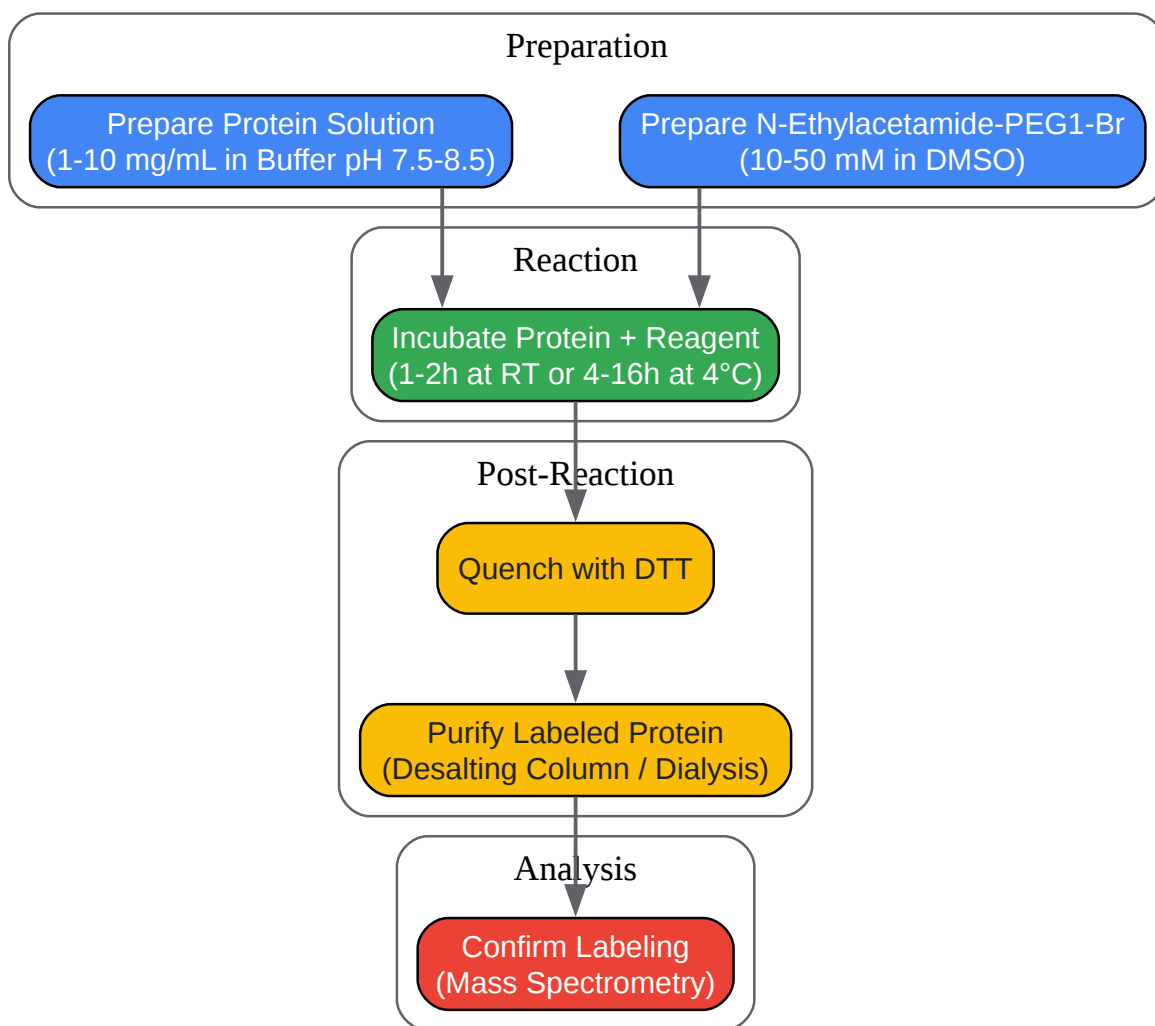 Preparation
Prepare Protein Solution
(1-10 mg/mL in Buffer pH 7.5-8.5)
Prepare N-Ethylacetamide-PEG1-Br
(10-50 mM in DMSO)
Reaction
Incubate Protein + Reagent
(1-2h at RT or 4-16h at 4°C)
Post-Reaction
Quench with DTT
Purify Labeled Protein
(Desalting Column / Dialysis)
Analysis
Confirm Labeling
(Mass Spectrometry)